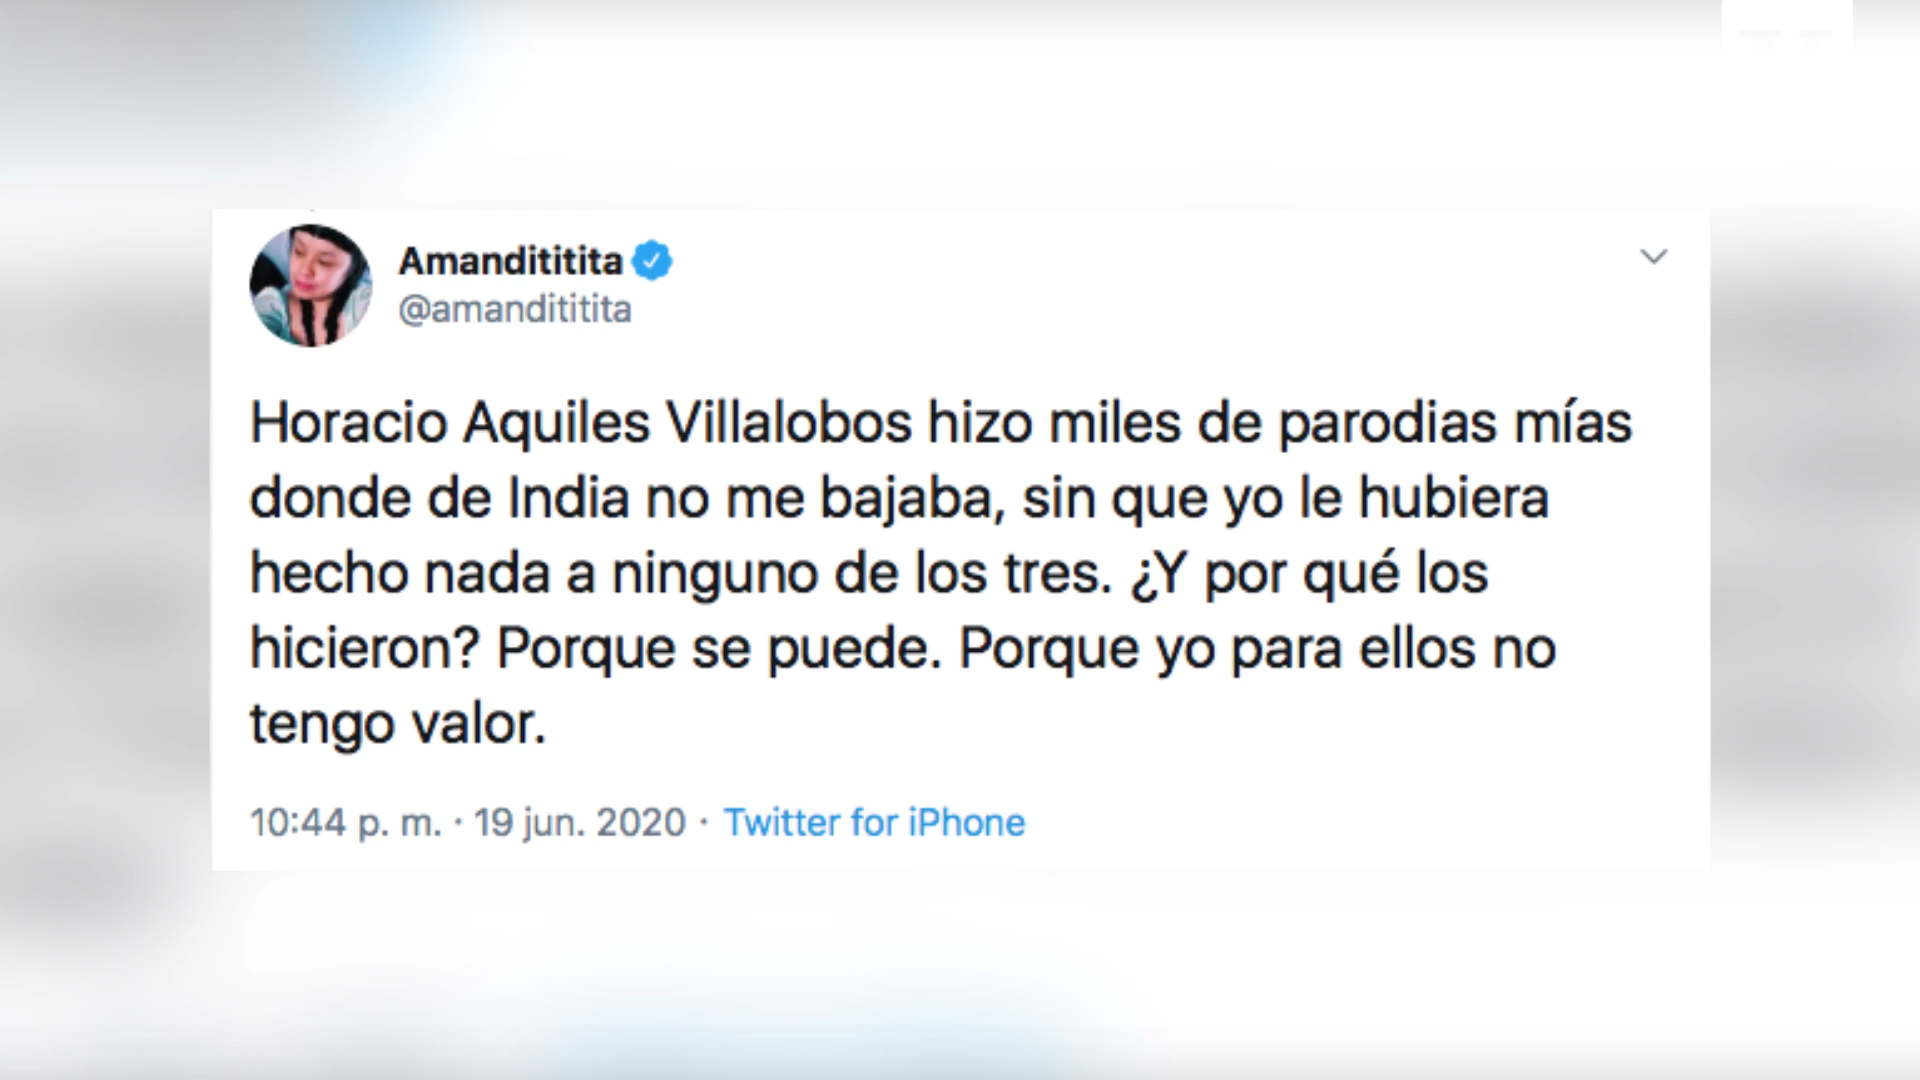 Amandititita
@amandititita
Horacio Aquiles Villalobos hizo miles de parodias mías
donde de India no me bajaba, sin que yo le hubiera
hecho nada a ninguno de los tres. ¿Y por qué los
hicieron? Porque se puede. Porque yo para ellos no
tengo valor.
10:44 p. m. · 19 jun. 2020 · Twitter for iPhone